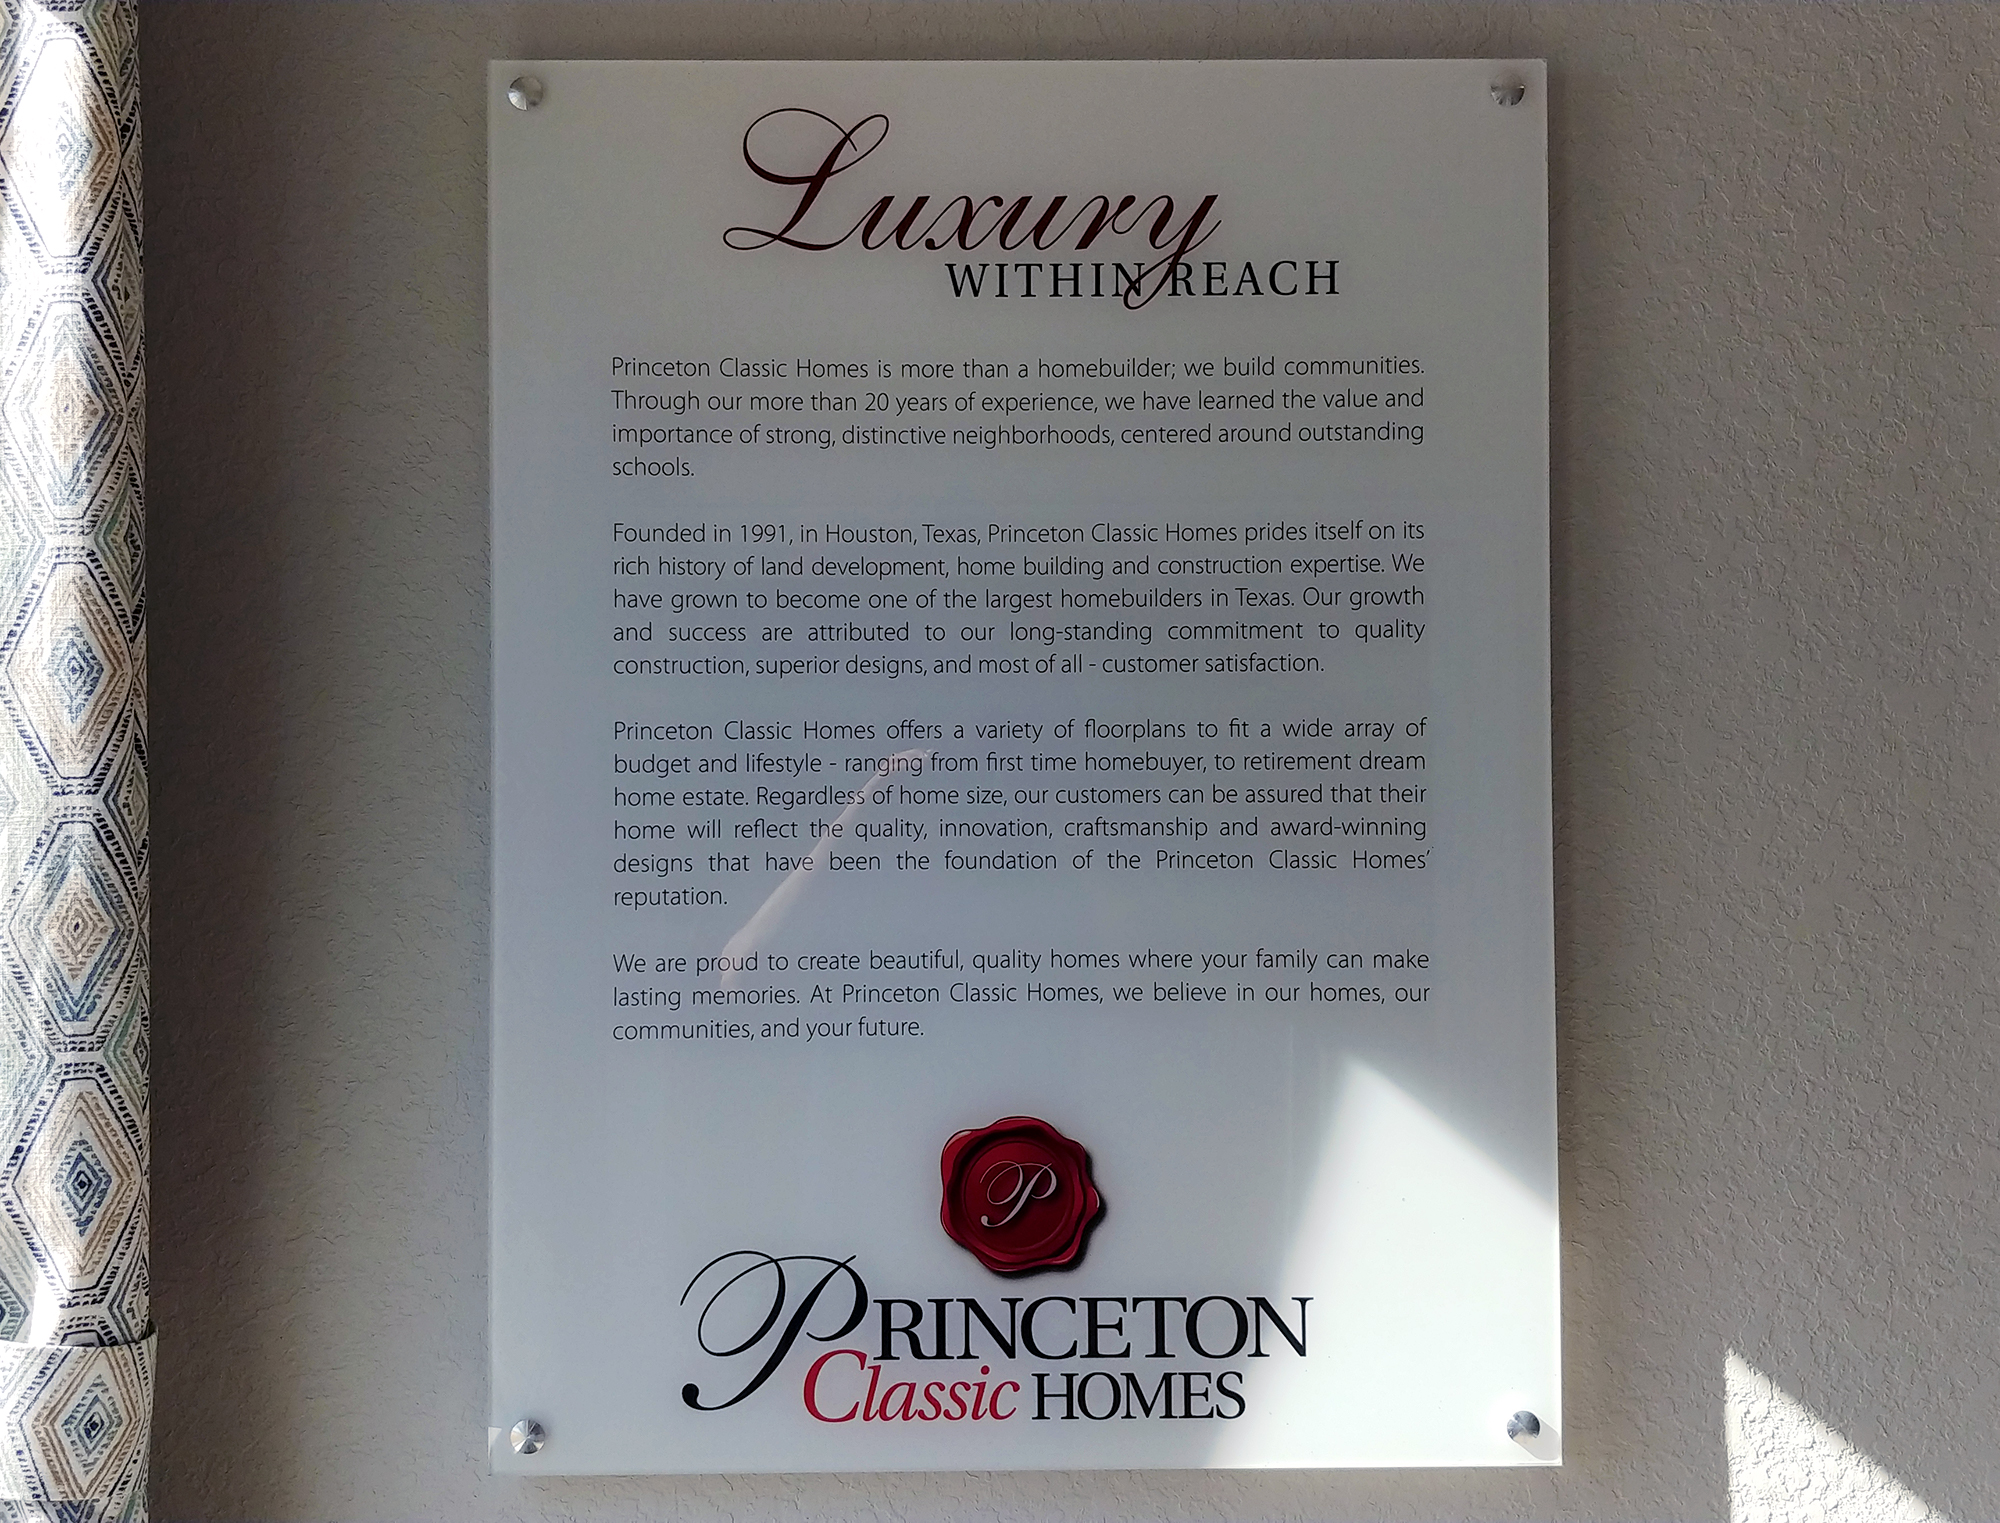 Luxury
WITHIN REACH
Princeton Classic Homes is more than a homebuilder; we build communities.
Through our more than 20 years of experience, we have learned the value and
importance of strong, distinctive neighborhoods, centered around outstanding
schools.
Founded in 1991, in Houston, Texas, Princeton Classic Homes prides itself on its
rich history of land development, home building and construction expertise. We
have grown to become one of the largest homebuilders in Texas. Our growth
and success are attributed to our long-standing commitment to quality
construction, superior designs, and most of all - customer satisfaction.
Princeton Classic Homes offers a variety of floorplans to fit a wide array of
budget and lifestyle - ranging from first time homebuyer, to retirement dream
home estate. Regardless of home size, our customers can be assured that their
home will reflect the quality, innovation, craftsmanship and award-winning
designs that have been the foundation of the Princeton Classic Homes'
reputation.
We are proud to create beautiful, quality homes where your family can make
lasting memories. At Princeton Classic Homes, we believe in our homes, our
communities, and your future.
P
PRINCETON
Classic HOMES